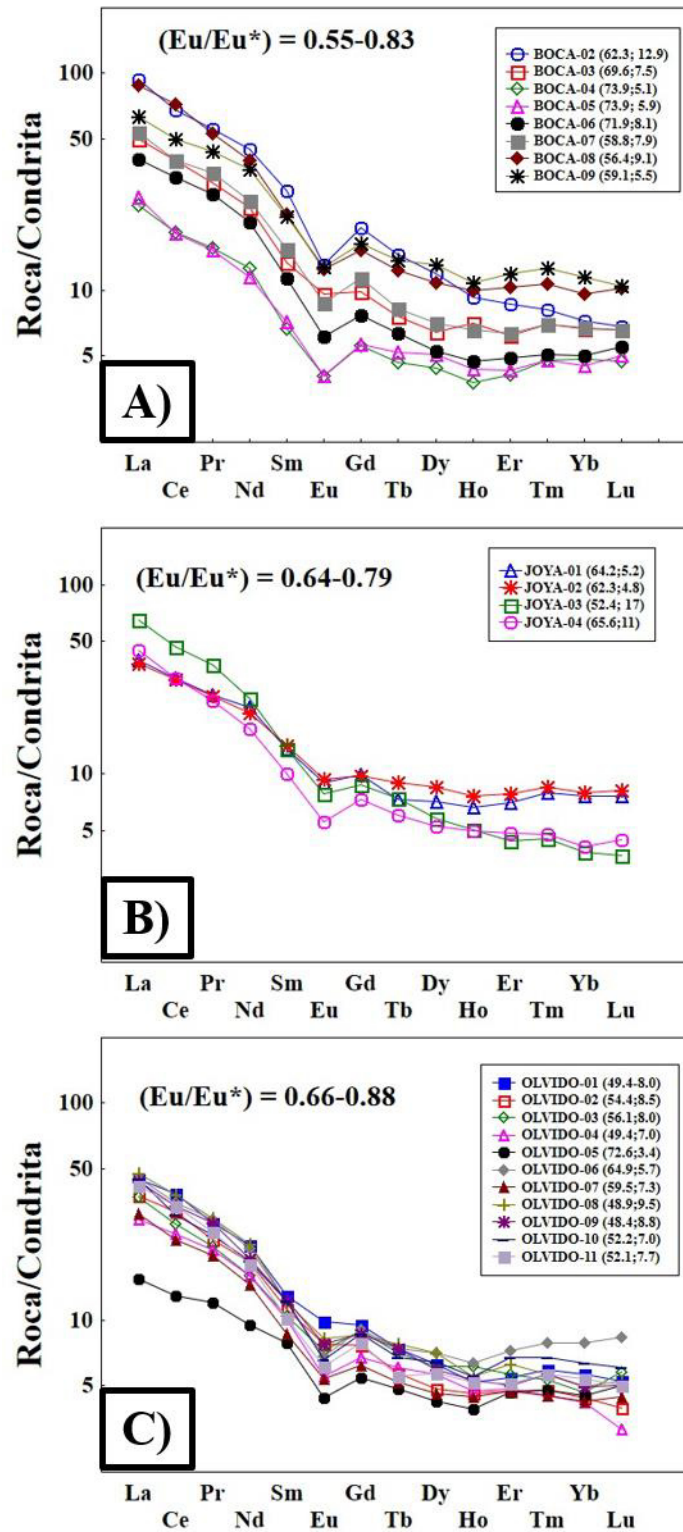 (Eu/Eu*) = 0.55-0.83
BOCA-02 (62.3; 12.9)
BOCA-03 (69.6;7.5)
BOCA-04 (73.9;5.1)
BOCA-05 (73.9; 5.9)
BOCA-06 (71.9;8.1)
BOCA-07 (58.8;7.9)
BOCA-08 (56.4;9.1)
BOCA-09 (59.1;5.5)
100
50
10
5
Roca/Condrita
A)
La Pr Sm Gd Dy Er Yb
Ce Nd Eu Tb Ho Tm Lu
(Eu/Eu*) = 0.64-0.79
JOYA-01 (64.2;5.2)
JOYA-02 (62.3;4.8)
JOYA-03 (52.4; 17)
JOYA-04 (65.6;11)
100
50
10
5
Roca/Condrita
B)
La Pr Sm Gd Dy Er Yb
Ce Nd Eu Tb Ho Tm Lu
(Eu/Eu*) = 0.66-0.88
OLVIDO-01 (49.4-8.0)
OLVIDO-02 (54.4;8.5)
OLVIDO-03 (56.1;8.0)
OLVIDO-04 (49.4;7.0)
OLVIDO-05 (72.6;3.4)
OLVIDO-06 (64.9;5.7)
OLVIDO-07 (59.5;7.3)
OLVIDO-08 (48.9;9.5)
OLVIDO-09 (48.4;8.8)
OLVIDO-10 (52.2;7.0)
OLVIDO-11 (52.1;7.7)
100
50
10
5
Roca/Condrita
C)
La Pr Sm Gd Dy Er Yb
Ce Nd Eu Tb Ho Tm Lu